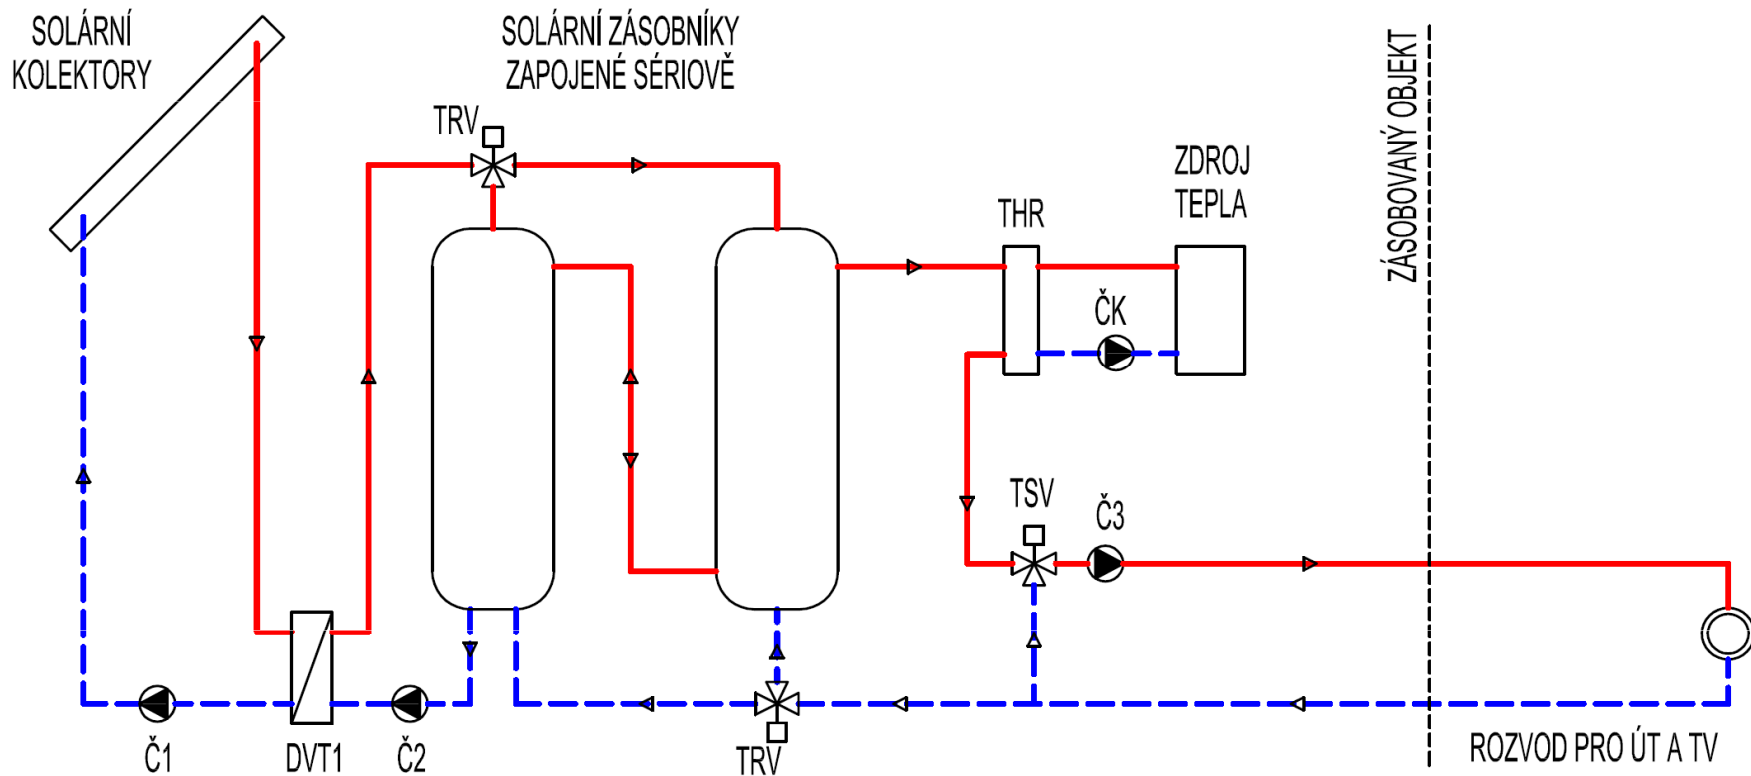 SOLÁRNÍ
KOLEKTORY
SOLÁRNÍ ZÁSOBNÍKY
ZAPOJENÉ SÉRIOVĚ
TRV
ZDROJ
TEPLA
THR
ČK
ZÁSOBOVANÝ OBJEKT
TSV
Č3
Č1
DVT1
Č2
TRV
ROZVOD PRO ÚT A TV